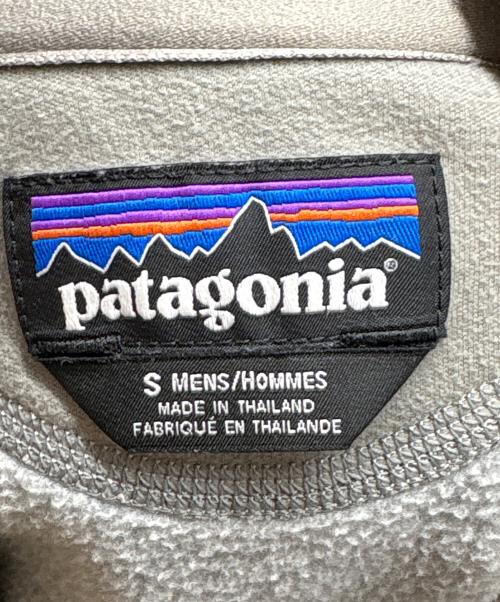 patagonia®
S MENS/HOMMES
MADE IN THAILAND
FABRIQUÉ EN THAILANDE